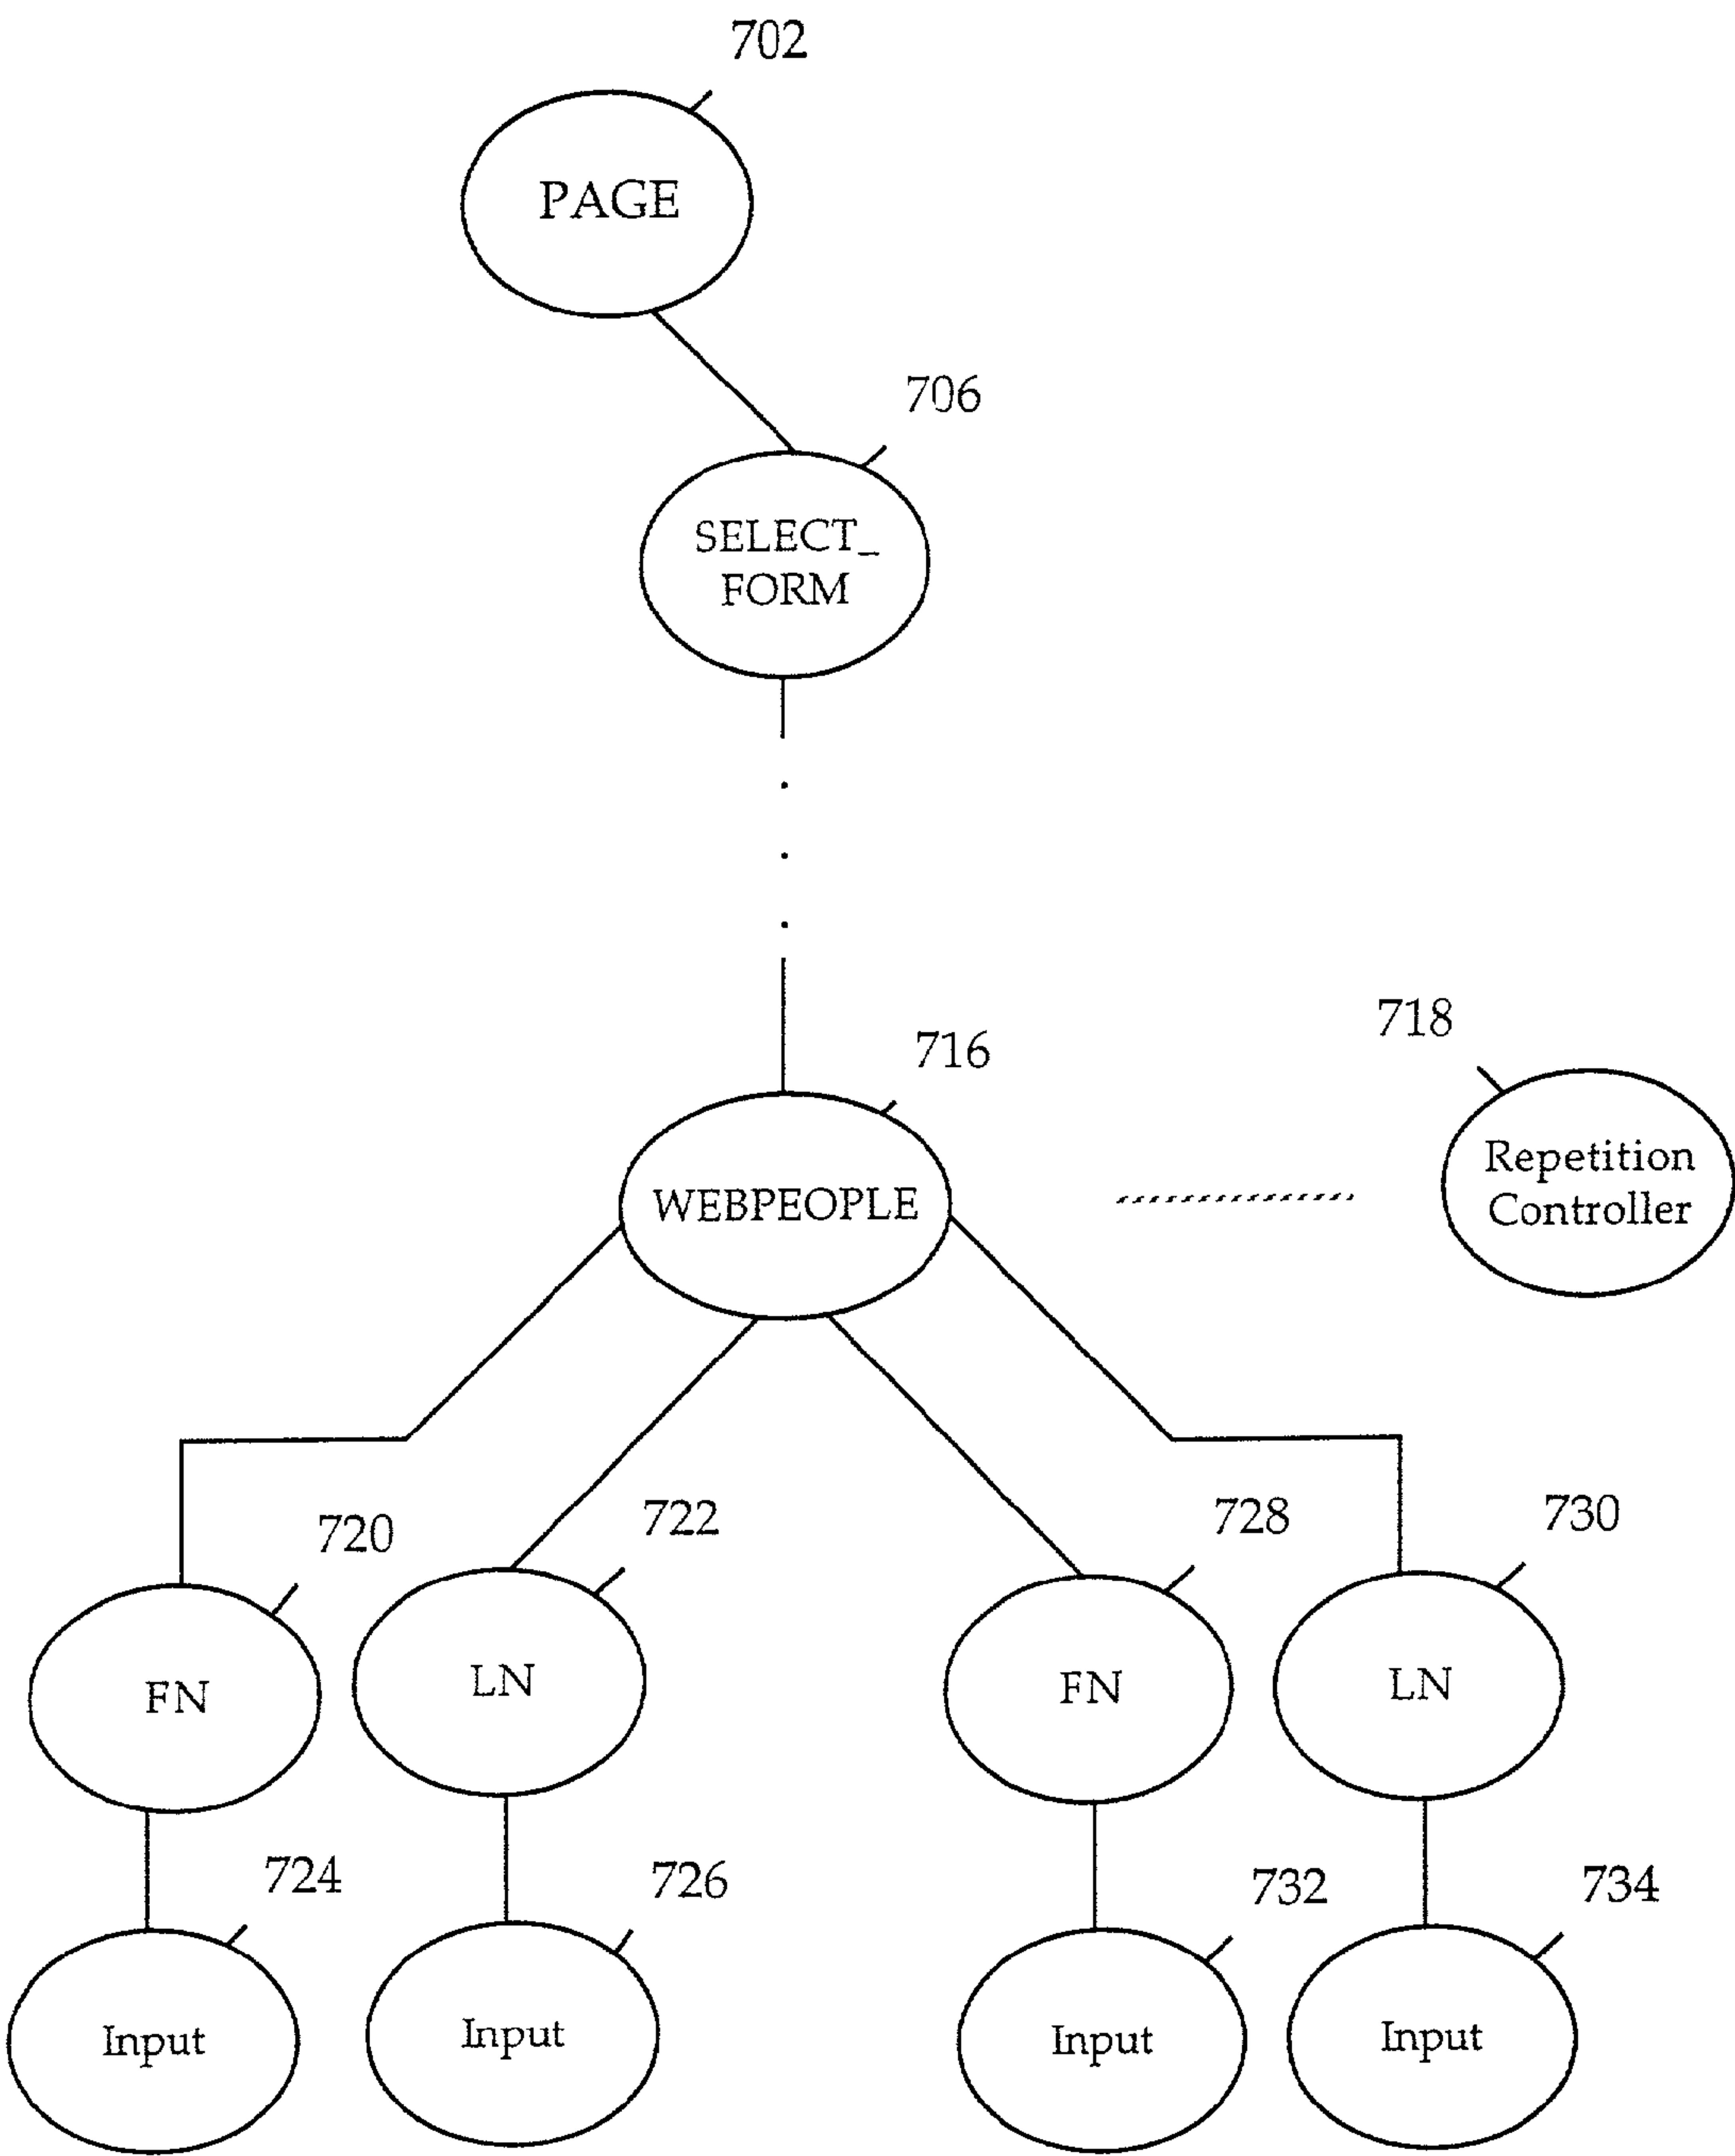 702
PAGE
706
SELECT_
FORM
716
718
WEBPEOPLE
Repetition
Controller
720
722
728
730
FN
LN
FN
LN
724
726
732
734
Input
Input
Input
Input